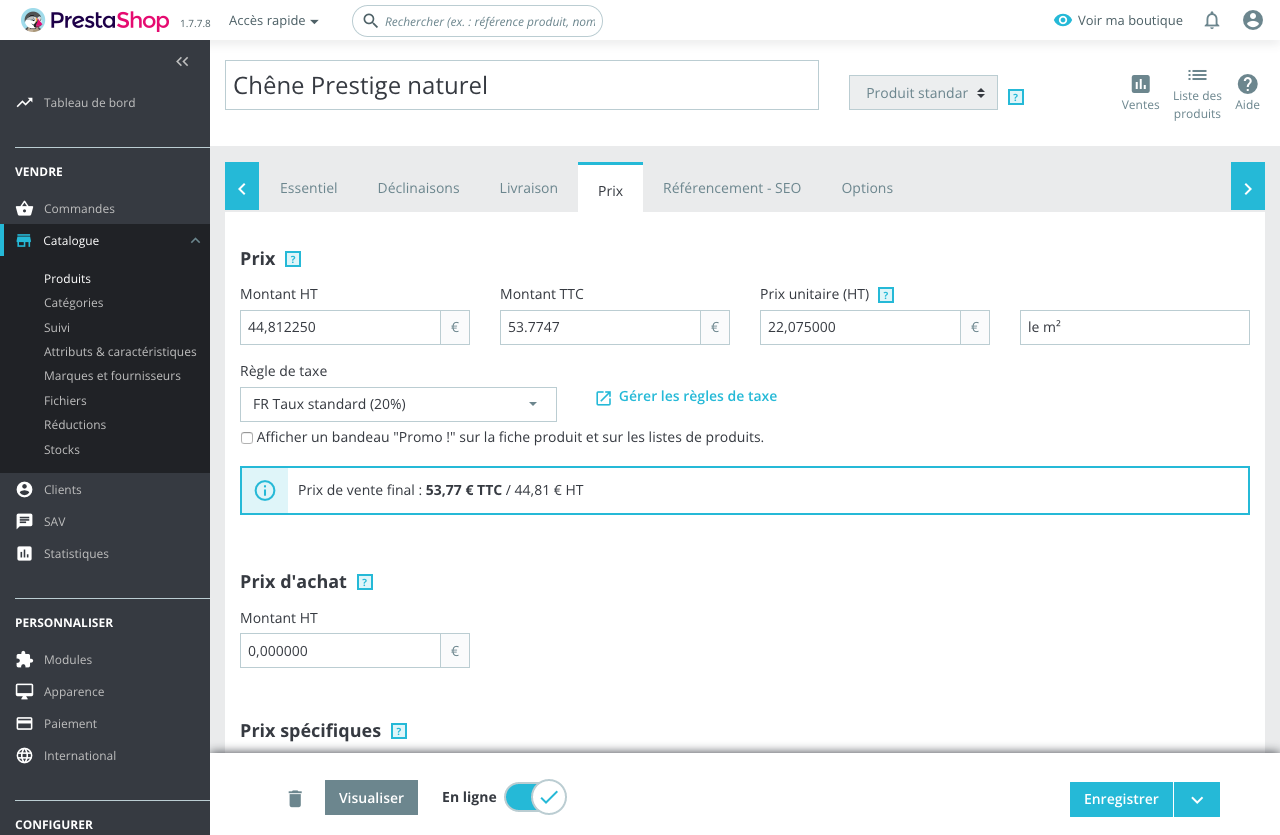 PrestaShop 1.7.7.8
Accès rapide
Rechercher (ex. : référence produit, nom
Voir ma boutique
Tableau de bord
VENDRE
Commandes
Catalogue
Produits
Catégories
Suivi
Attributs & caractéristiques
Marques et fournisseurs
Fichiers
Réductions
Stocks
Clients
SAV
Statistiques
PERSONNALISER
Modules
Apparence
Paiement
International
CONFIGURER
Chêne Prestige naturel
Produit standar
?
Ventes
Liste des
produits
?
Aide
Essentiel
Déclinaisons
Livraison
Prix
Référencement - SEO
Options
Prix ?
Montant HT
44,812250 €
Montant TTC
53.7747 €
Prix unitaire (HT) ?
22,075000 €
le m²
Règle de taxe
FR Taux standard (20%)
Gérer les règles de taxe
Afficher un bandeau "Promo !" sur la fiche produit et sur les listes de produits.
Prix de vente final : 53,77 € TTC / 44,81 € HT
Prix d'achat ?
Montant HT
0,000000 €
Prix spécifiques ?
Visualiser
En ligne
Enregistrer